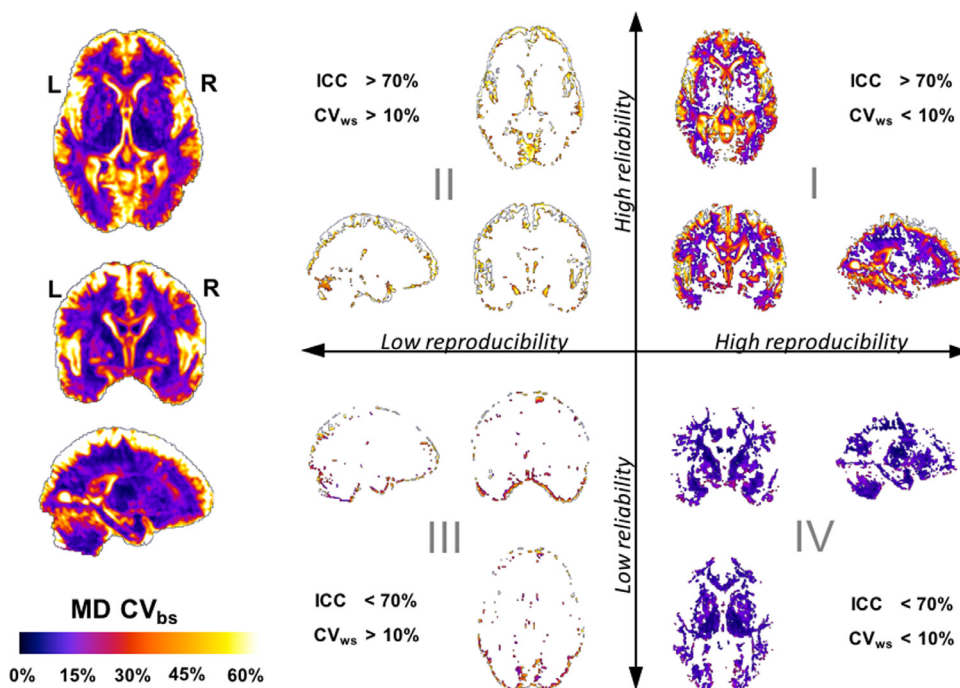 L
R
ICC > 70%
CVws > 10%
II
High reliability
ICC > 70%
CVws < 10%
I
L
R
Low reproducibility
High reproducibility
III
Low reliability
IV
ICC < 70%
CVws > 10%
ICC < 70%
CVws < 10%
MD CVbs
0% 15% 30% 45% 60%